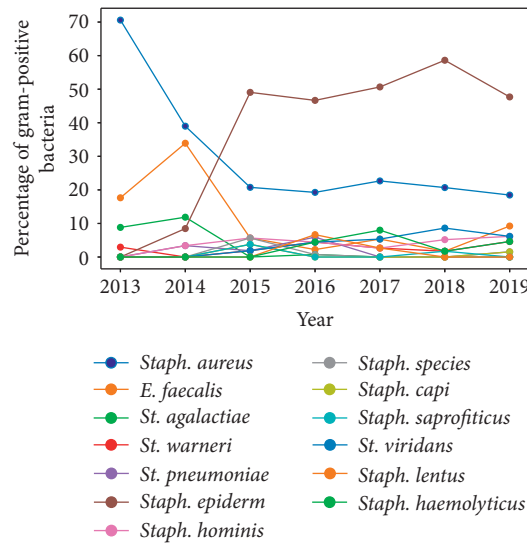 Percentage of gram-positive
bacteria
70
60
50
40
30
20
10
0
2013 2014 2015 2016 2017 2018 2019
Year
Staph. aureus
E. faecalis
St. agalactiae
St. warneri
St. pneumoniae
Staph. epiderm
Staph. hominis
Staph. species
Staph. capi
Staph. saprofiticus
St. viridans
Staph. lentus
Staph. haemolyticus